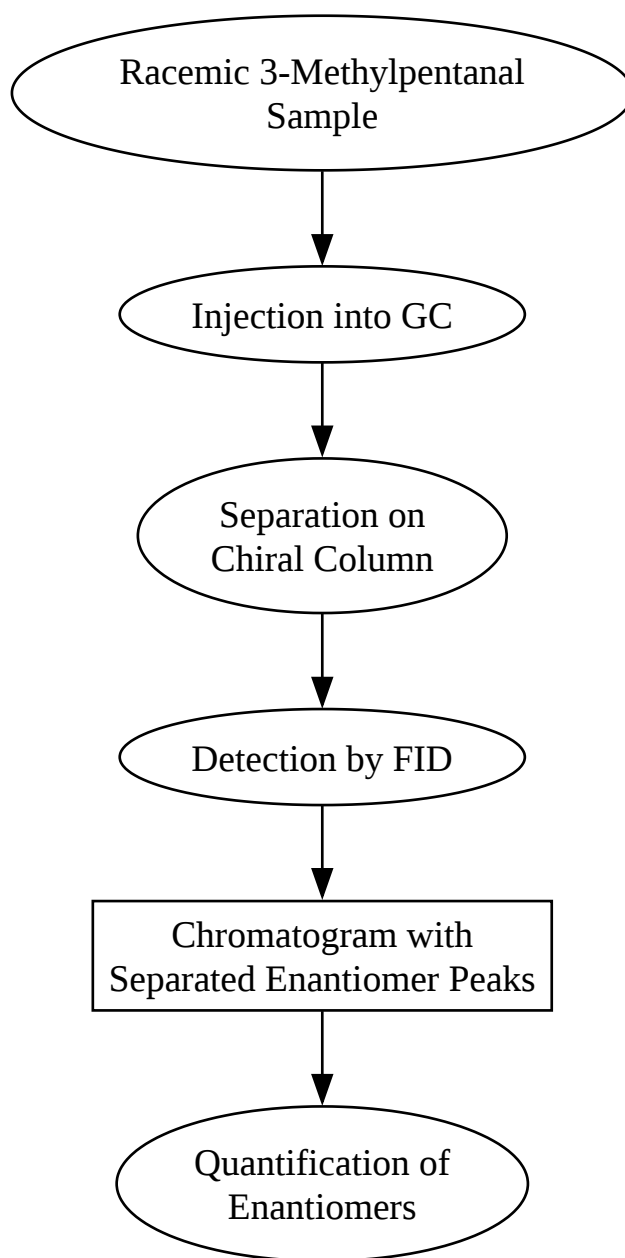 Racemic 3-Methylpentanal
Sample
Injection into GC
Separation on
Chiral Column
Detection by FID
Chromatogram with
Separated Enantiomer Peaks
Quantification of
Enantiomers